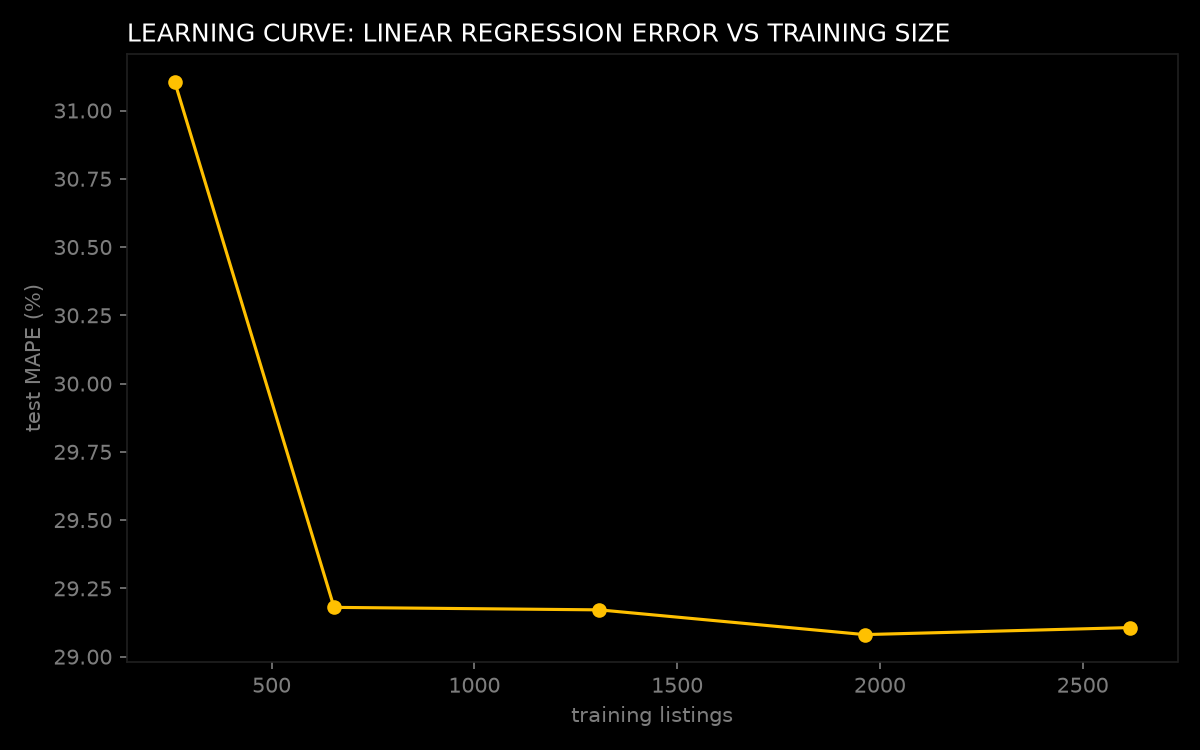 LEARNING CURVE: LINEAR REGRESSION ERROR VS TRAINING SIZE
test MAPE (%)
31.00
30.75
30.50
30.25
30.00
29.75
29.50
29.25
29.00
500 1000 1500 2000 2500
training listings